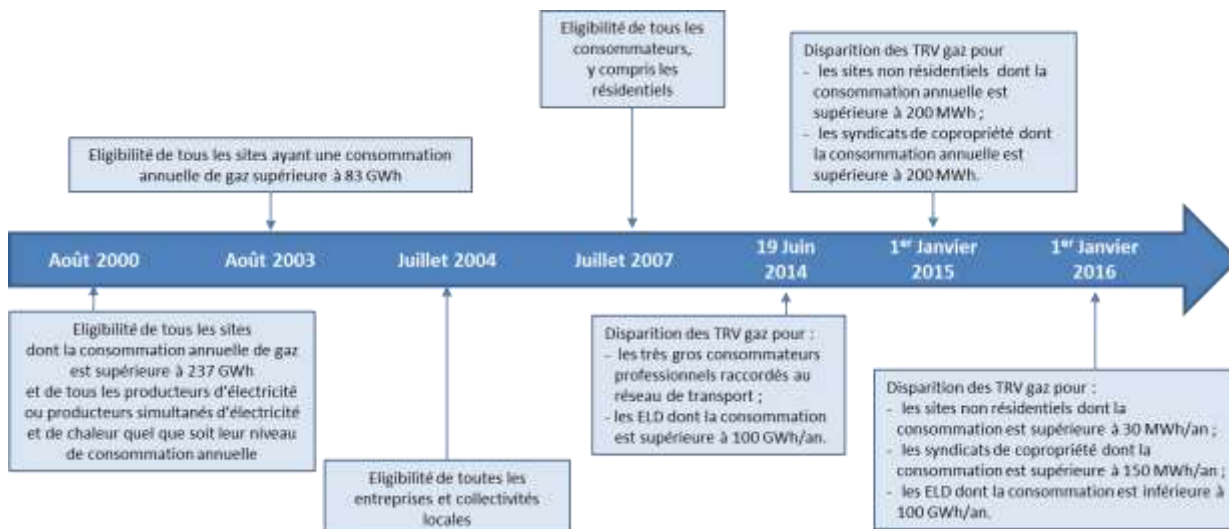 Eligibilité de tous les
consommateurs,
y compris les
résidentiels
Disparition des TRV gaz pour
- les sites non résidentiels dont la
consommation annuelle est
supérieure à 200 MWh ;
- les syndicats de copropriété dont
la consommation annuelle est
supérieure à 200 MWh.
Eligibilité de tous les sites ayant une consommation
annuelle de gaz supérieure à 83 GWh
Août 2000
Août 2003
Juillet 2004
Juillet 2007
19 Juin
2014
1er Janvier
2015
1er Janvier
2016
Eligibilité de tous les sites
dont la consommation annuelle de gaz
est supérieure à 237 GWh
et de tous les producteurs d'électricité
ou producteurs simultanés d'électricité
et de chaleur quel que soit leur niveau
de consommation annuelle
Eligibilité de toutes les
entreprises et collectivités
locales
Disparition des TRV gaz pour :
- les très gros consommateurs
professionnels raccordés au
réseau de transport ;
- les ELD dont la consommation
est supérieure à 100 GWh/an.
Disparition des TRV gaz pour :
- les sites non résidentiels dont la
consommation est supérieure à 30 MWh/an ;
- les syndicats de copropriété dont la
consommation est supérieure à 150 MWh/an ;
- les ELD dont la consommation est inférieure à
100 GWh/an.